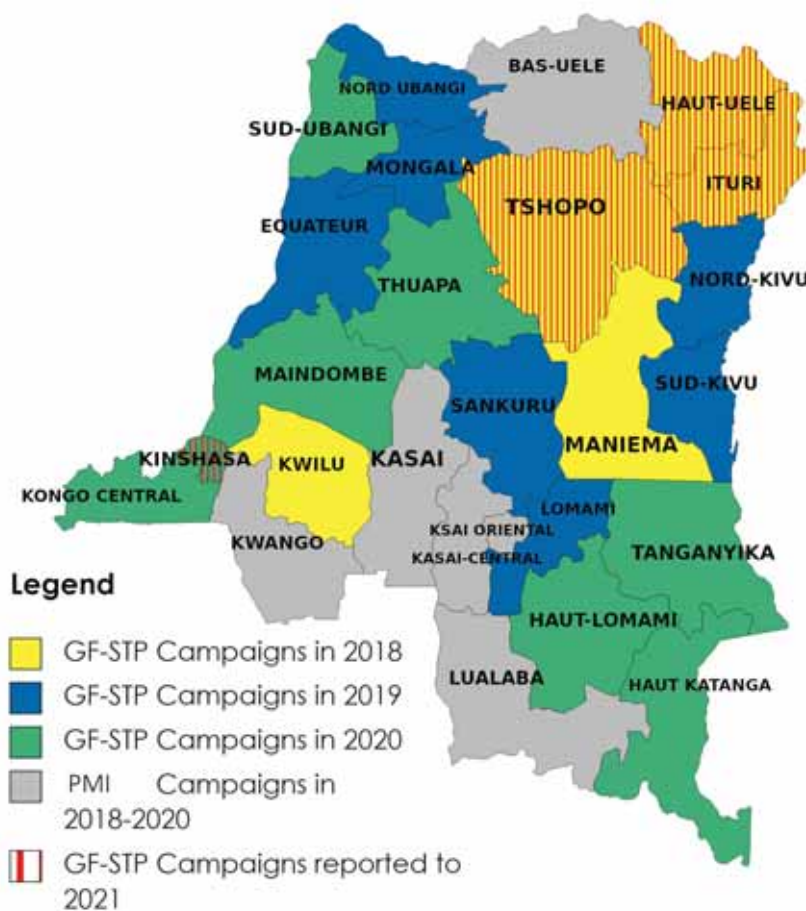 BAS-UELE
NORD UBANGI
HAUT-UELE
SUD-UBANGI
MONGALA
ITURI
TSHOPO
EQUATEUR
NORD-KIVU
THUAPA
MAINDOMBE
SUD-KIVU
SANKURU
MANIEMA
KINSHASA
KWILU
KASAI
KONGO CENTRAL
LOMAMI
KSAI ORIENTAL
KWANGO
KASAI-CENTRAL
TANGANYIKA
HAUT-LOMAMI
LUALABA
HAUT KATANGA
Legend
GF-STP Campaigns in 2018
GF-STP Campaigns in 2019
GF-STP Campaigns in 2020
PMI Campaigns in
2018-2020
GF-STP Campaigns reported to
2021